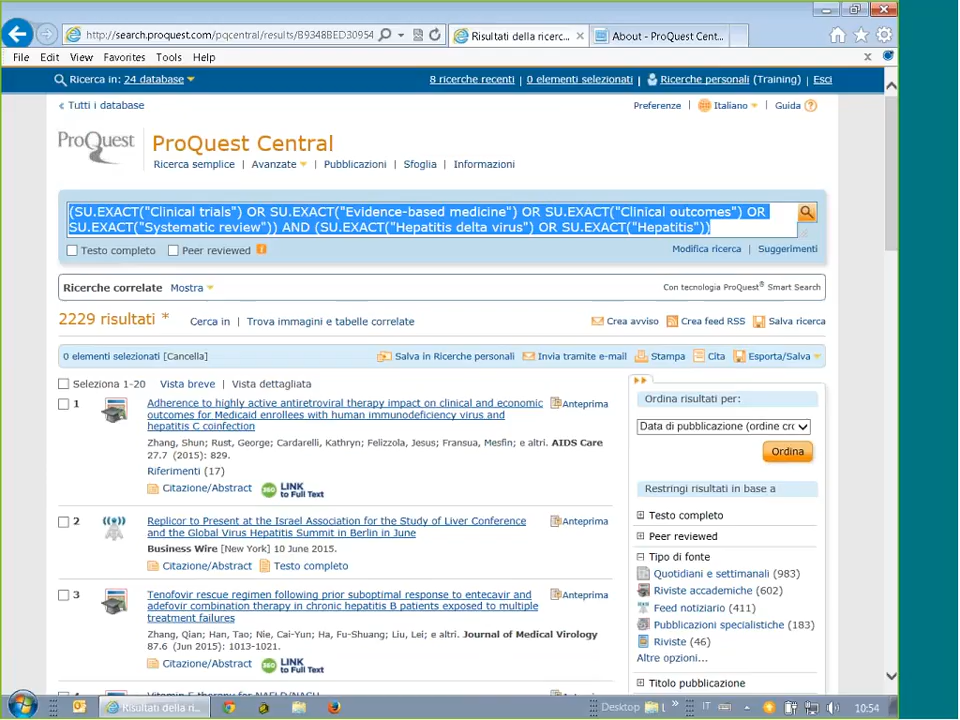 http://search.proquest.com/pqcentral/results/B9348BED30954
Risultati della ricerc...
About - ProQuest Cent...
File Edit View Favorites Tools Help
Ricerca in: 24 database
8 ricerche recenti | 0 elementi selezionati | Ricerche personali (Training) | Esci
« Tutti i database
Preferenze | Italiano | Guida
ProQuest
ProQuest Central
Ricerca semplice | Avanzate | Pubblicazioni | Sfoglia | Informazioni
(SU.EXACT("Clinical trials") OR SU.EXACT("Evidence-based medicine") OR SU.EXACT("Clinical outcomes") OR
SU.EXACT("Systematic review")) AND (SU.EXACT("Hepatitis delta virus") OR SU.EXACT("Hepatitis"))
Testo completo Peer reviewed
Modifica ricerca | Suggerimenti
Ricerche correlate Mostra
Con tecnologia ProQuest® Smart Search
2229 risultati *
Cerca in | Trova immagini e tabelle correlate
Crea avviso Crea feed RSS Salva ricerca
0 elementi selezionati [Cancella]
Salva in Ricerche personali Invia tramite e-mail Stampa Cita Esporta/Salva
Seleziona 1-20 Vista breve | Vista dettagliata
1 Adherence to highly active antiretroviral therapy impact on clinical and economic
outcomes for Medicaid enrollees with human immunodeficiency virus and
hepatitis C coinfection
Anteprima
Zhang, Shun; Rust, George; Cardarelli, Kathryn; Felizzola, Jesus; Fransua, Mesfin; e altri. AIDS Care
27.7 (2015): 829.
Riferimenti (17)
Citazione/Abstract LINK to Full Text
2 Replicor to Present at the Israel Association for the Study of Liver Conference
and the Global Virus Hepatitis Summit in Berlin in June
Anteprima
Business Wire [New York] 10 June 2015.
Citazione/Abstract Testo completo
3 Tenofovir rescue regimen following prior suboptimal response to entecavir and
adefovir combination therapy in chronic hepatitis B patients exposed to multiple
treatment failures
Anteprima
Zhang, Qian; Han, Tao; Nie, Cai-Yun; Ha, Fu-Shuang; Liu, Lei; e altri. Journal of Medical Virology
87.6 (Jun 2015): 1013-1021.
Citazione/Abstract LINK to Full Text
Ordina risultati per:
Data di pubblicazione (ordine crc
Ordina
Restringi risultati in base a
Testo completo
Peer reviewed
Tipo di fonte
Quotidiani e settimanali (983)
Riviste accademiche (602)
Feed notiziario (411)
Pubblicazioni specialistiche (183)
Riviste (46)
Altre opzioni...
Titolo pubblicazione
Risultati della ri...
Desktop
IT
10:54